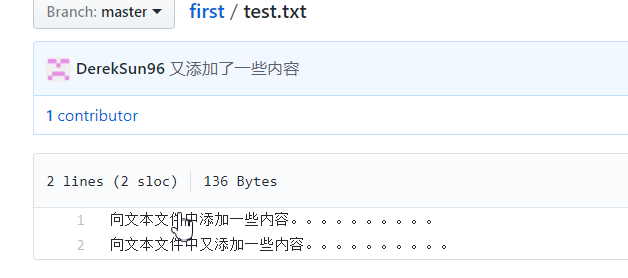 Branch: master first / test.txt
DerekSun96 又添加了一些内容
1 contributor
2 lines (2 sloc) 136 Bytes
1 向文本文件中添加一些内容。。。。。。。。。。
2 向文本文件中又添加一些内容。。。。。。。。。。